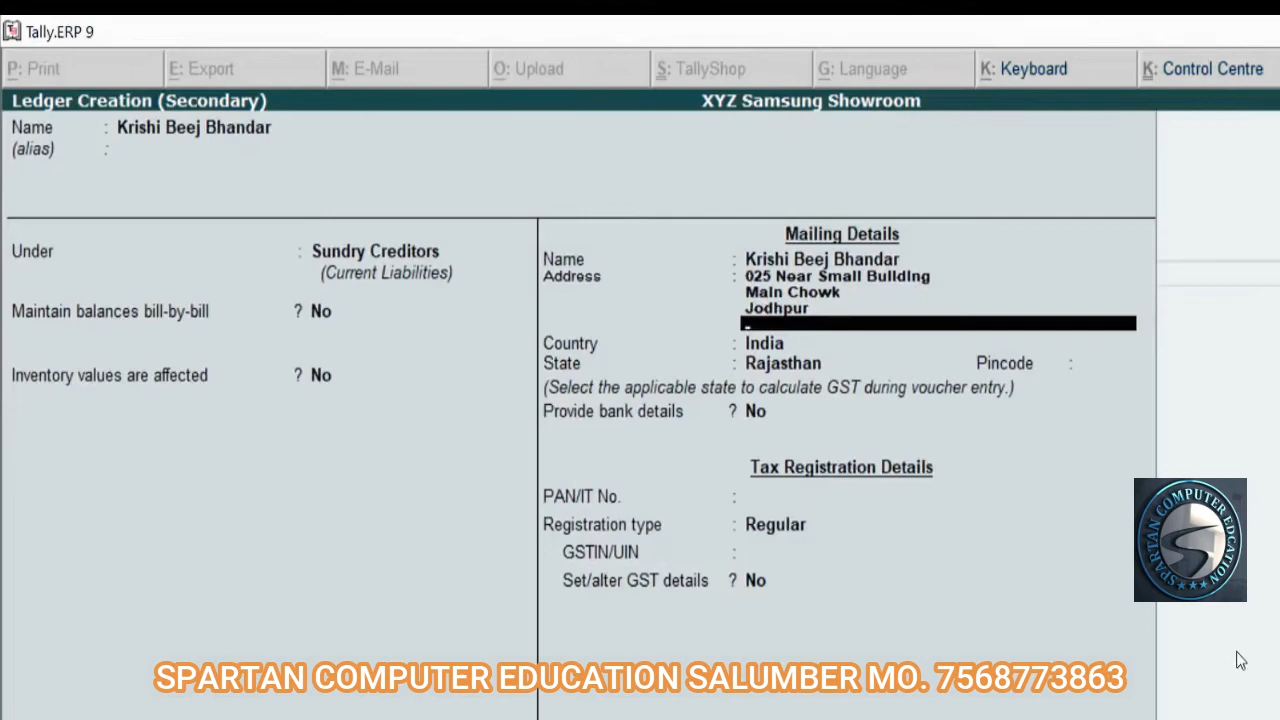 Tally.ERP 9
P: Print E: Export M: E-Mail O: Upload S: TallyShop G: Language K: Keyboard K: Control Centre
Ledger Creation (Secondary) XYZ Samsung Showroom
Name : Krishi Beej Bhandar
(alias) :
Mailing Details
Under : Sundry Creditors
(Current Liabilities)
Maintain balances bill-by-bill ? No
Inventory values are affected ? No
Name : Krishi Beej Bhandar
Address : 025 Near Small Building
Main Chowk
Jodhpur
Country : India
State : Rajasthan Pincode :
(Select the applicable state to calculate GST during voucher entry.)
Provide bank details ? No
Tax Registration Details
PAN/IT No. :
Registration type : Regular
GSTIN/UIN :
Set/alter GST details ? No
SPARTAN COMPUTER EDUCATION
SPARTAN COMPUTER EDUCATION SALUMBER MO. 7568773863